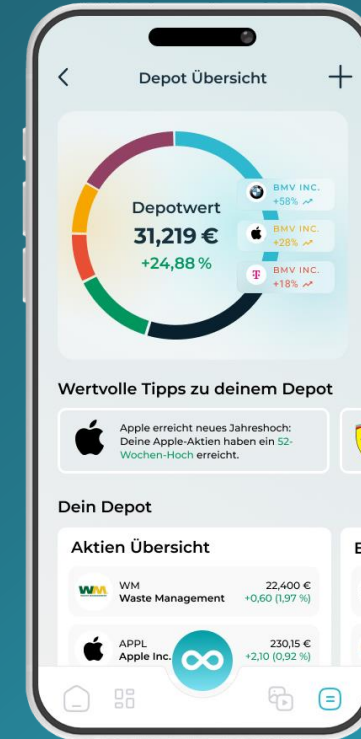 Depot Übersicht
Depotwert
31,219 €
+24,88 %
BMV INC.
+58%
BMV INC.
+28%
T
BMV INC.
+18%
Wertvolle Tipps zu deinem Depot
Apple erreicht neues Jahreshoch:
Deine Apple-Aktien haben ein 52-
Wochen-Hoch erreicht.
Dein Depot
Aktien Übersicht
E
WM
WM
22,400 €
Waste Management
+0,60 (1,97 %)
APPL
230,15 €
Apple Inc.
+2,10 (0,92 %)